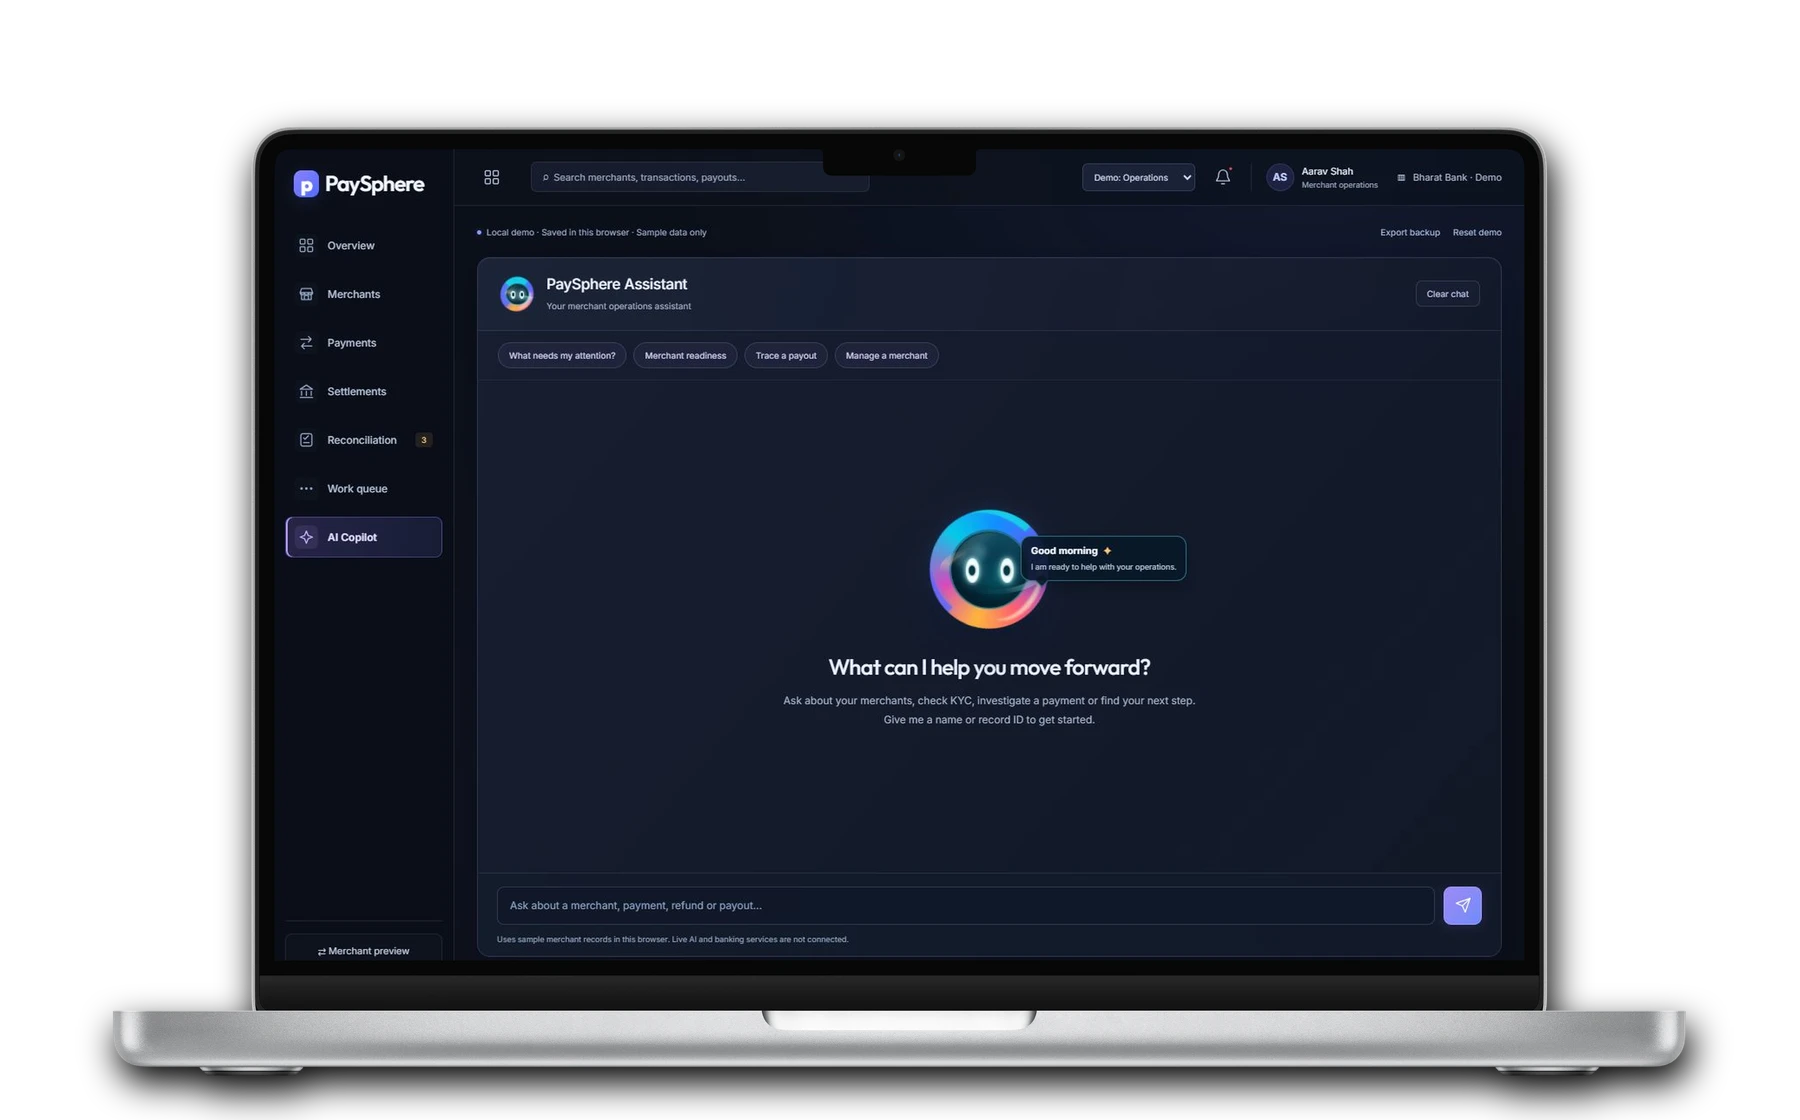 PaySphere
Search merchants, transactions, payouts...
Demo: Operations
AS
Aarav Shah
Merchant operations
Bharat Bank · Demo
Overview
Merchants
Payments
Settlements
Reconciliation 3
Work queue
AI Copilot
Merchant preview
Local demo · Saved in this browser · Sample data only
Export backup
Reset demo
PaySphere Assistant
Your merchant operations assistant
Clear chat
What needs my attention?
Merchant readiness
Trace a payout
Manage a merchant
Good morning
I am ready to help with your operations.
What can I help you move forward?
Ask about your merchants, check KYC, investigate a payment or find your next step.
Give me a name or record ID to get started.
Ask about a merchant, payment, refund or payout...
Uses sample merchant records in this browser. Live AI and banking services are not connected.